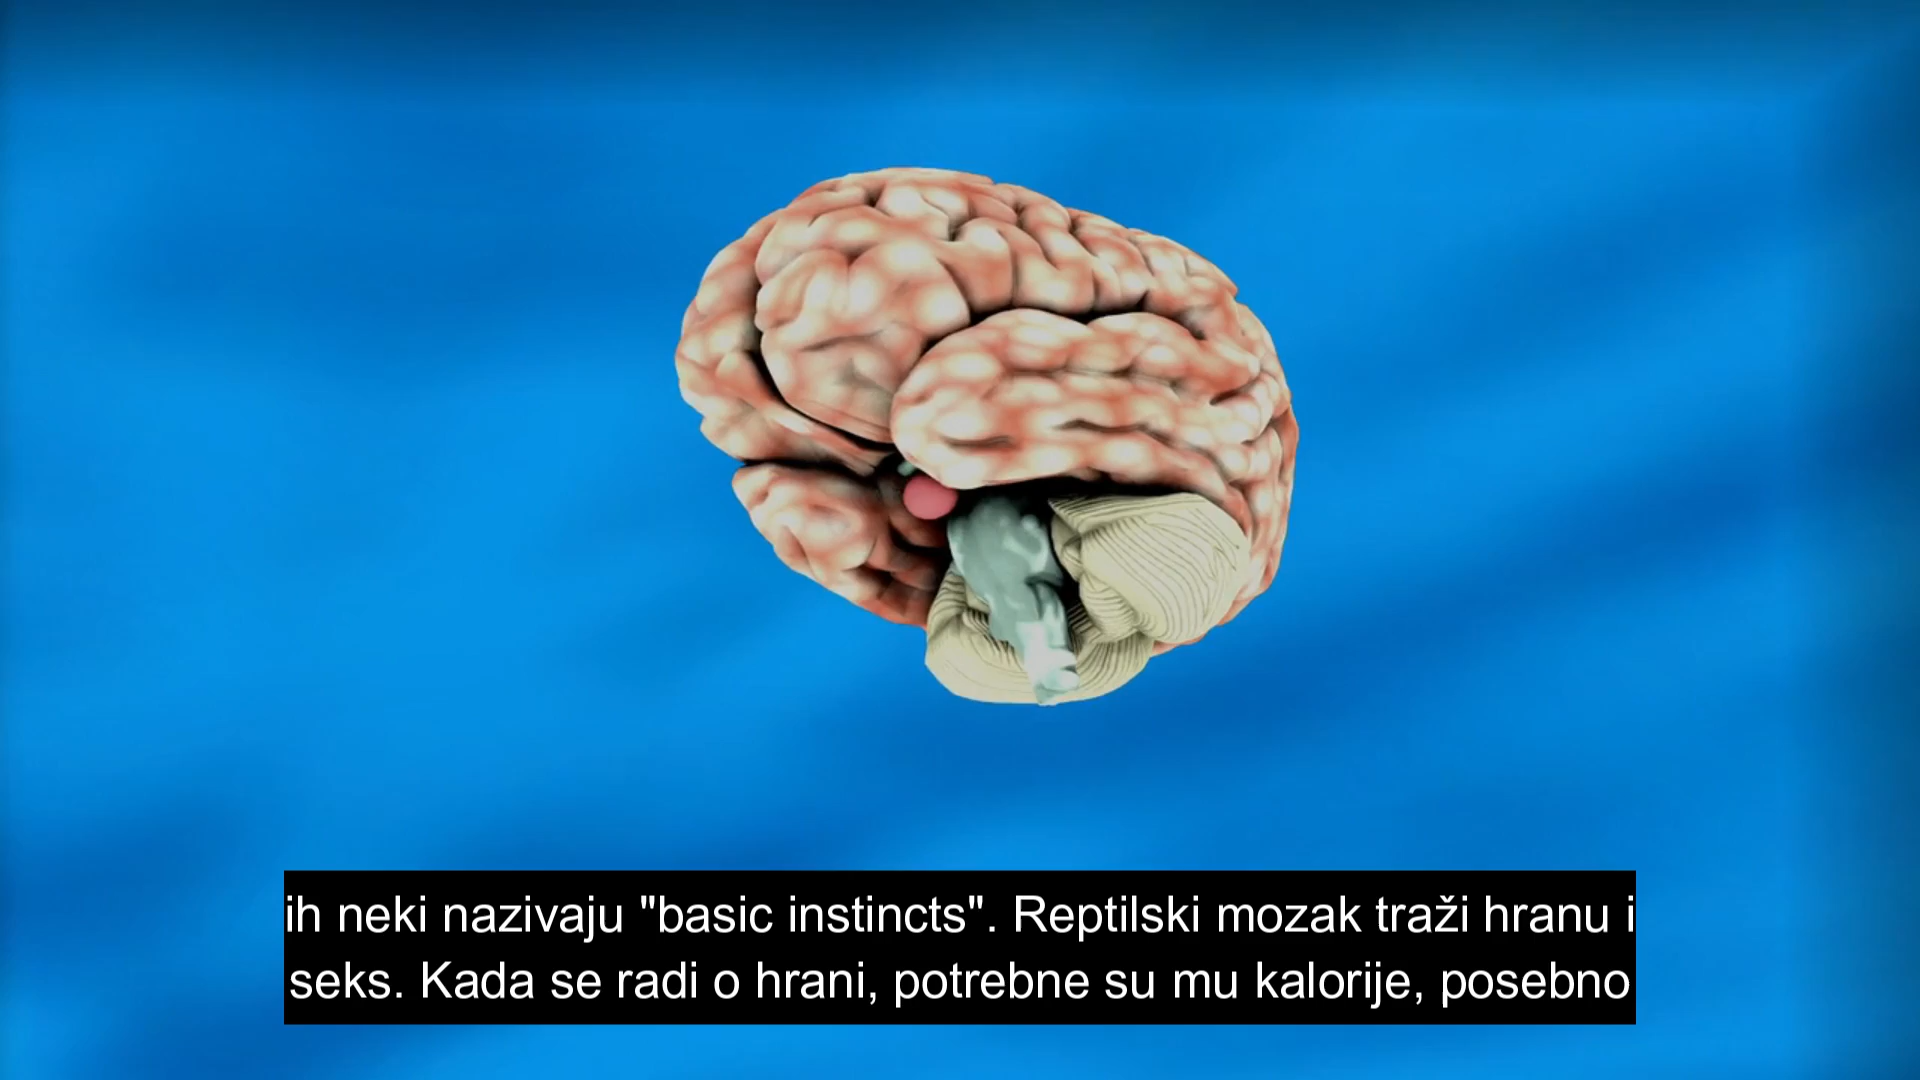 ih neki nazivaju "basic instincts". Reptilski mozak traži hranu i
seks. Kada se radi o hrani, potrebne su mu kalorije, posebno